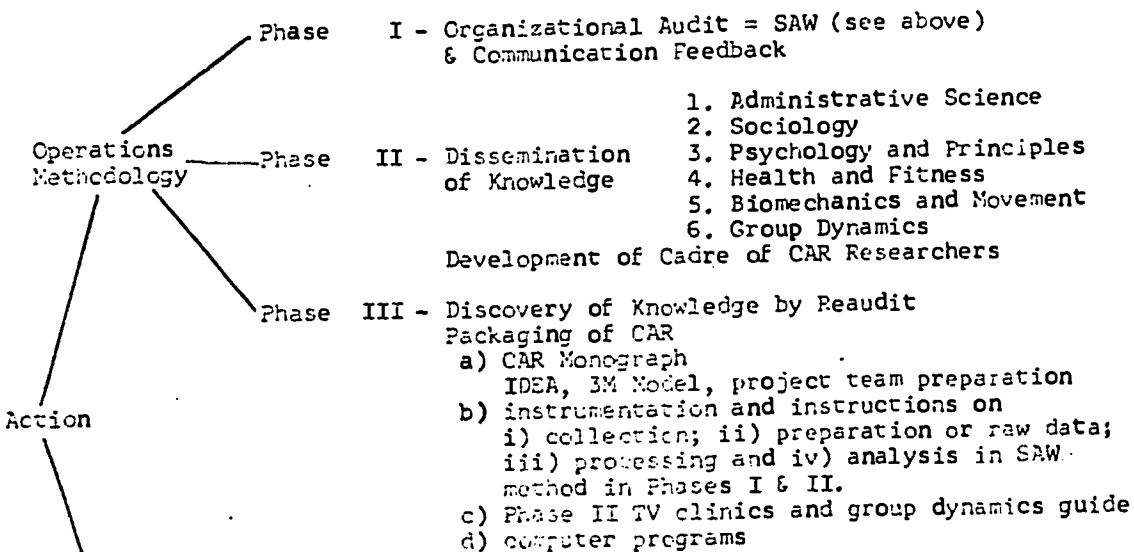 Phase I - Organizational Audit = SAW (see above)
& Communication Feedback
1. Administrative Science
2. Sociology
Operations
Methodology
Phase II - Dissemination
of Knowledge
3. Psychology and Principles
4. Health and Fitness
5. Biomechanics and Movement
6. Group Dynamics
Development of Cadre of CAR Researchers
Phase III - Discovery of Knowledge by Reaudit
Packaging of CAR
a) CAR Monograph
IDEA, 3M Model, project team preparation
Action
b) instrumentation and instructions on
i) collection; ii) preparation or raw data;
iii) processing and iv) analysis in SAW
method in Phases I & II.
c) Phase II TV clinics and group dynamics guide
d) computer programs